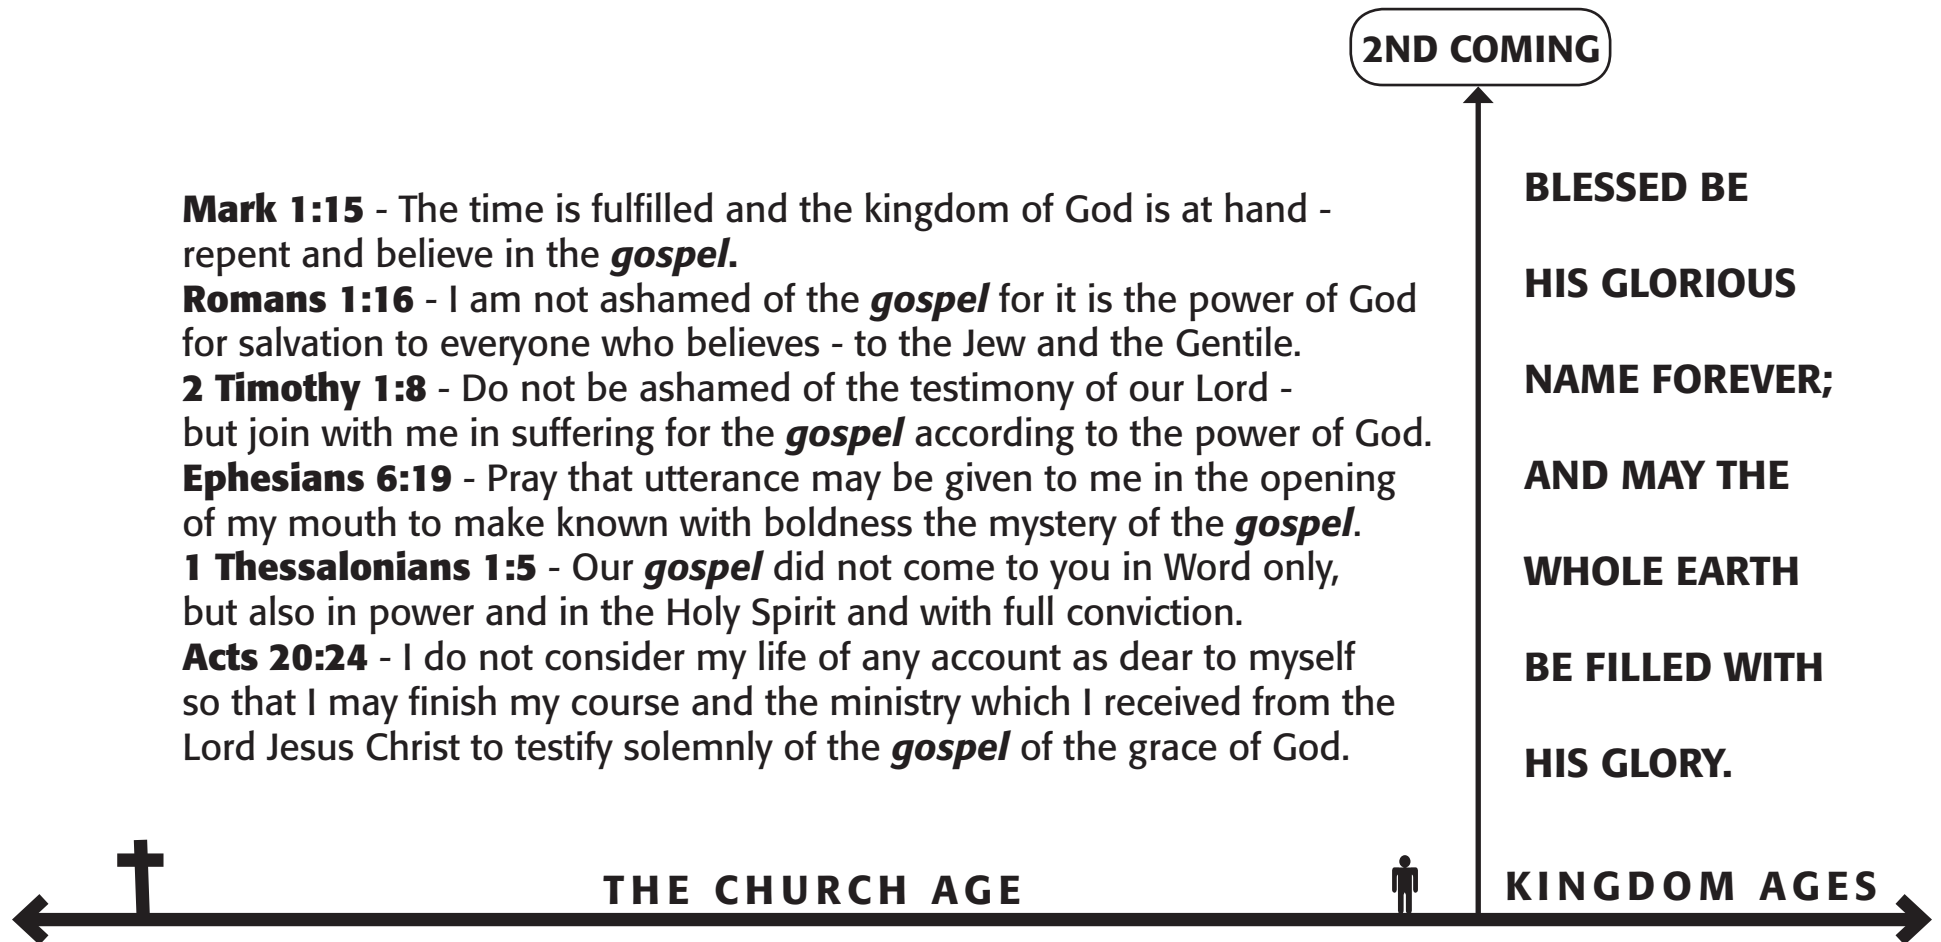 2ND COMING
Mark 1:15 - The time is fulfilled and the kingdom of God is at hand -
repent and believe in the gospel.
Romans 1:16 - I am not ashamed of the gospel for it is the power of God
for salvation to everyone who believes - to the Jew and the Gentile.
2 Timothy 1:8 - Do not be ashamed of the testimony of our Lord -
but join with me in suffering for the gospel according to the power of God.
Ephesians 6:19 - Pray that utterance may be given to me in the opening
of my mouth to make known with boldness the mystery of the gospel.
1 Thessalonians 1:5 - Our gospel did not come to you in Word only,
but also in power and in the Holy Spirit and with full conviction.
Acts 20:24 - I do not consider my life of any account as dear to myself
so that I may finish my course and the ministry which I received from the
Lord Jesus Christ to testify solemnly of the gospel of the grace of God.
BLESSED BE
HIS GLORIOUS
NAME FOREVER;
AND MAY THE
WHOLE EARTH
BE FILLED WITH
HIS GLORY.
THE CHURCH AGE
KINGDOM AGES